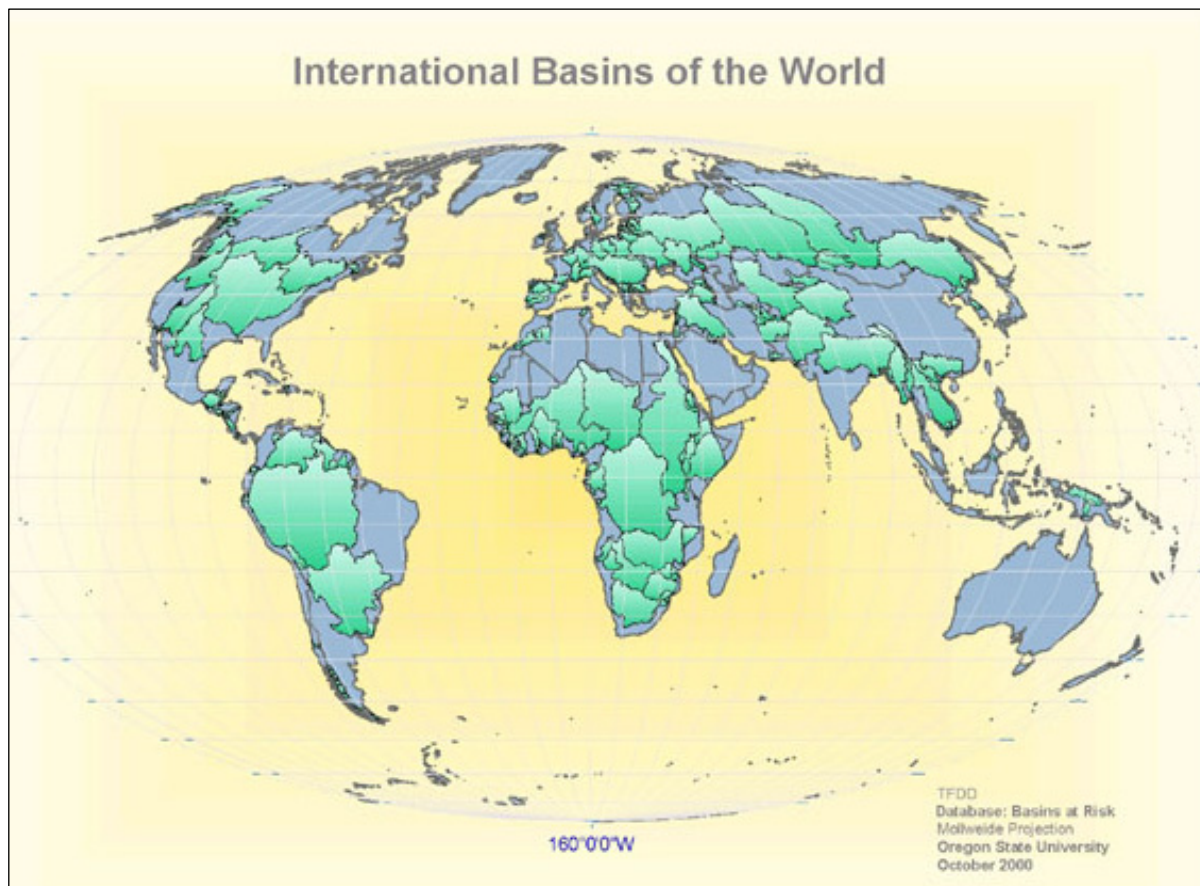 International Basins of the World
160°0'0"W
TFDD
Database: Basins at Risk
Mollweide Projection
Oregon State University
October 2000